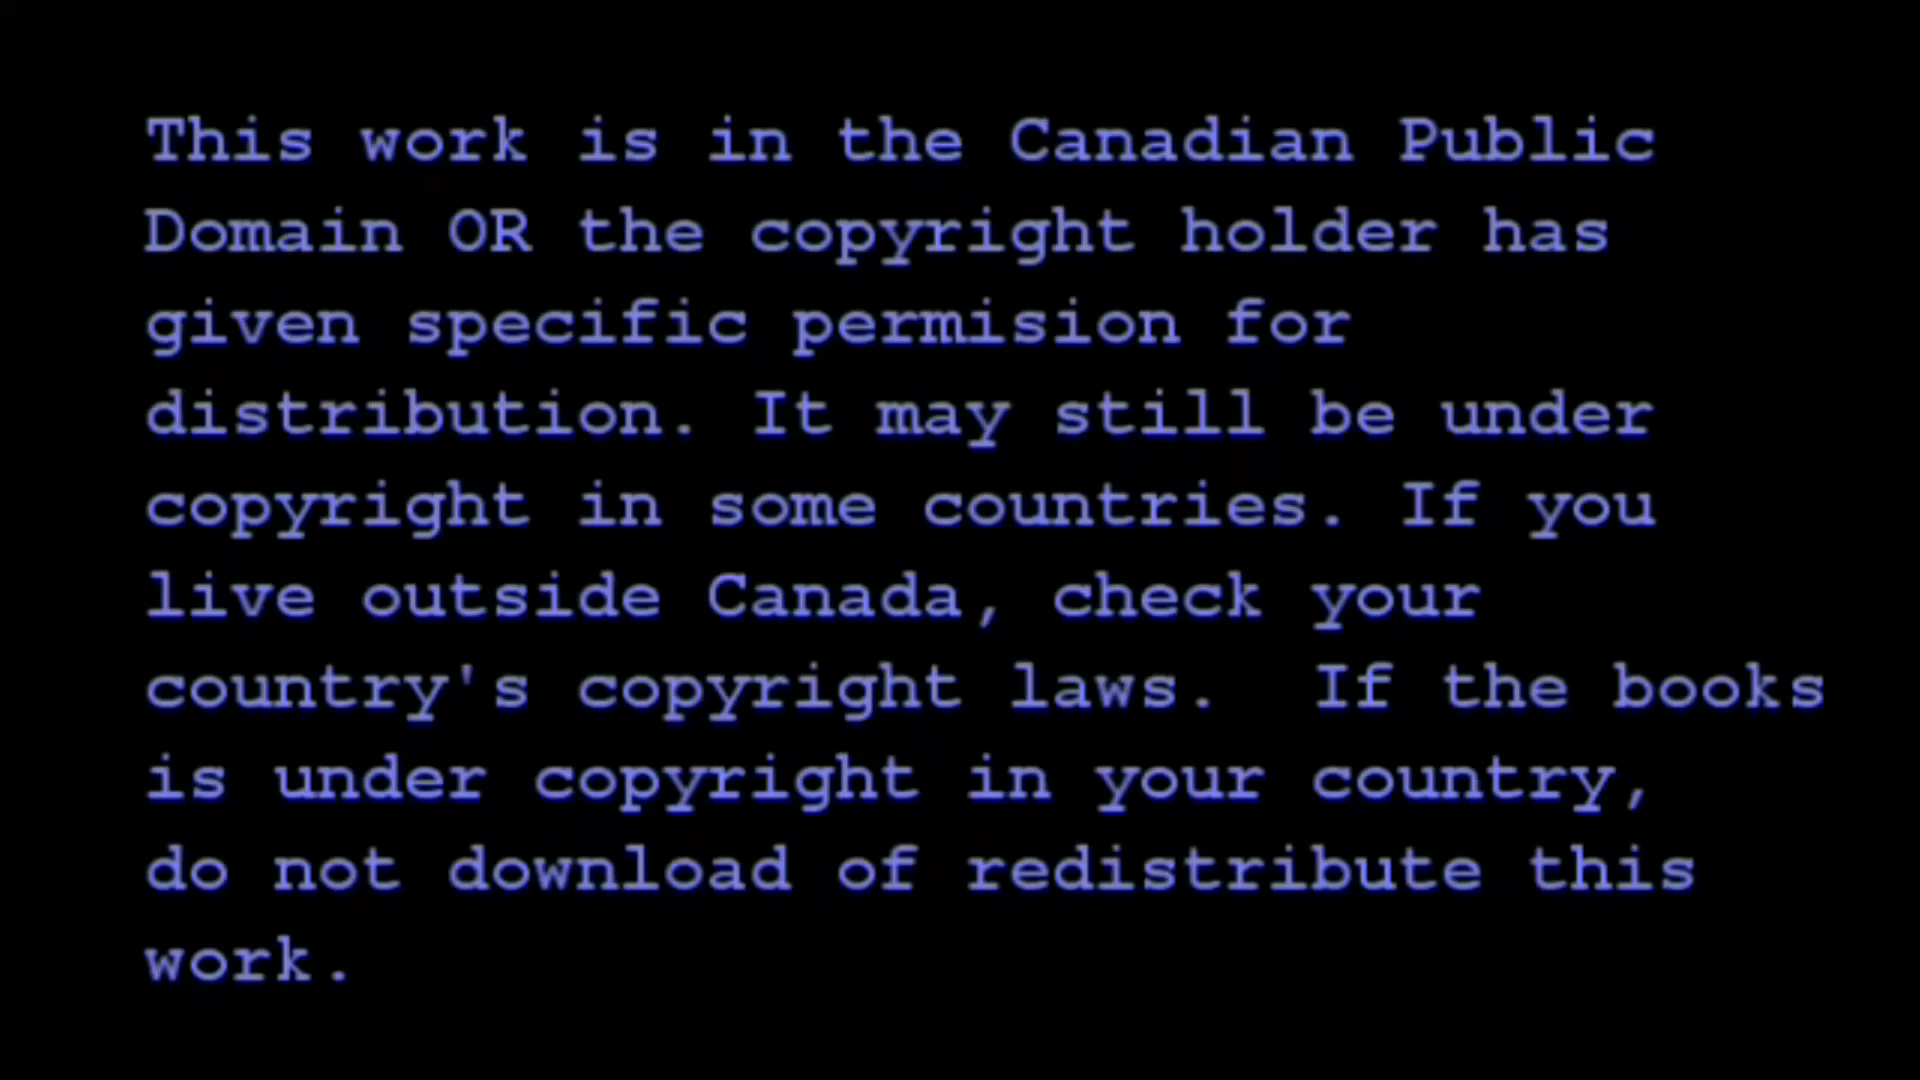 This work is in the Canadian Public
Domain OR the copyright holder has
given specific permision for
distribution. It may still be under
copyright in some countries. If you
live outside Canada, check your
country's copyright laws.  If the books
is under copyright in your country,
do not download of redistribute this
work.